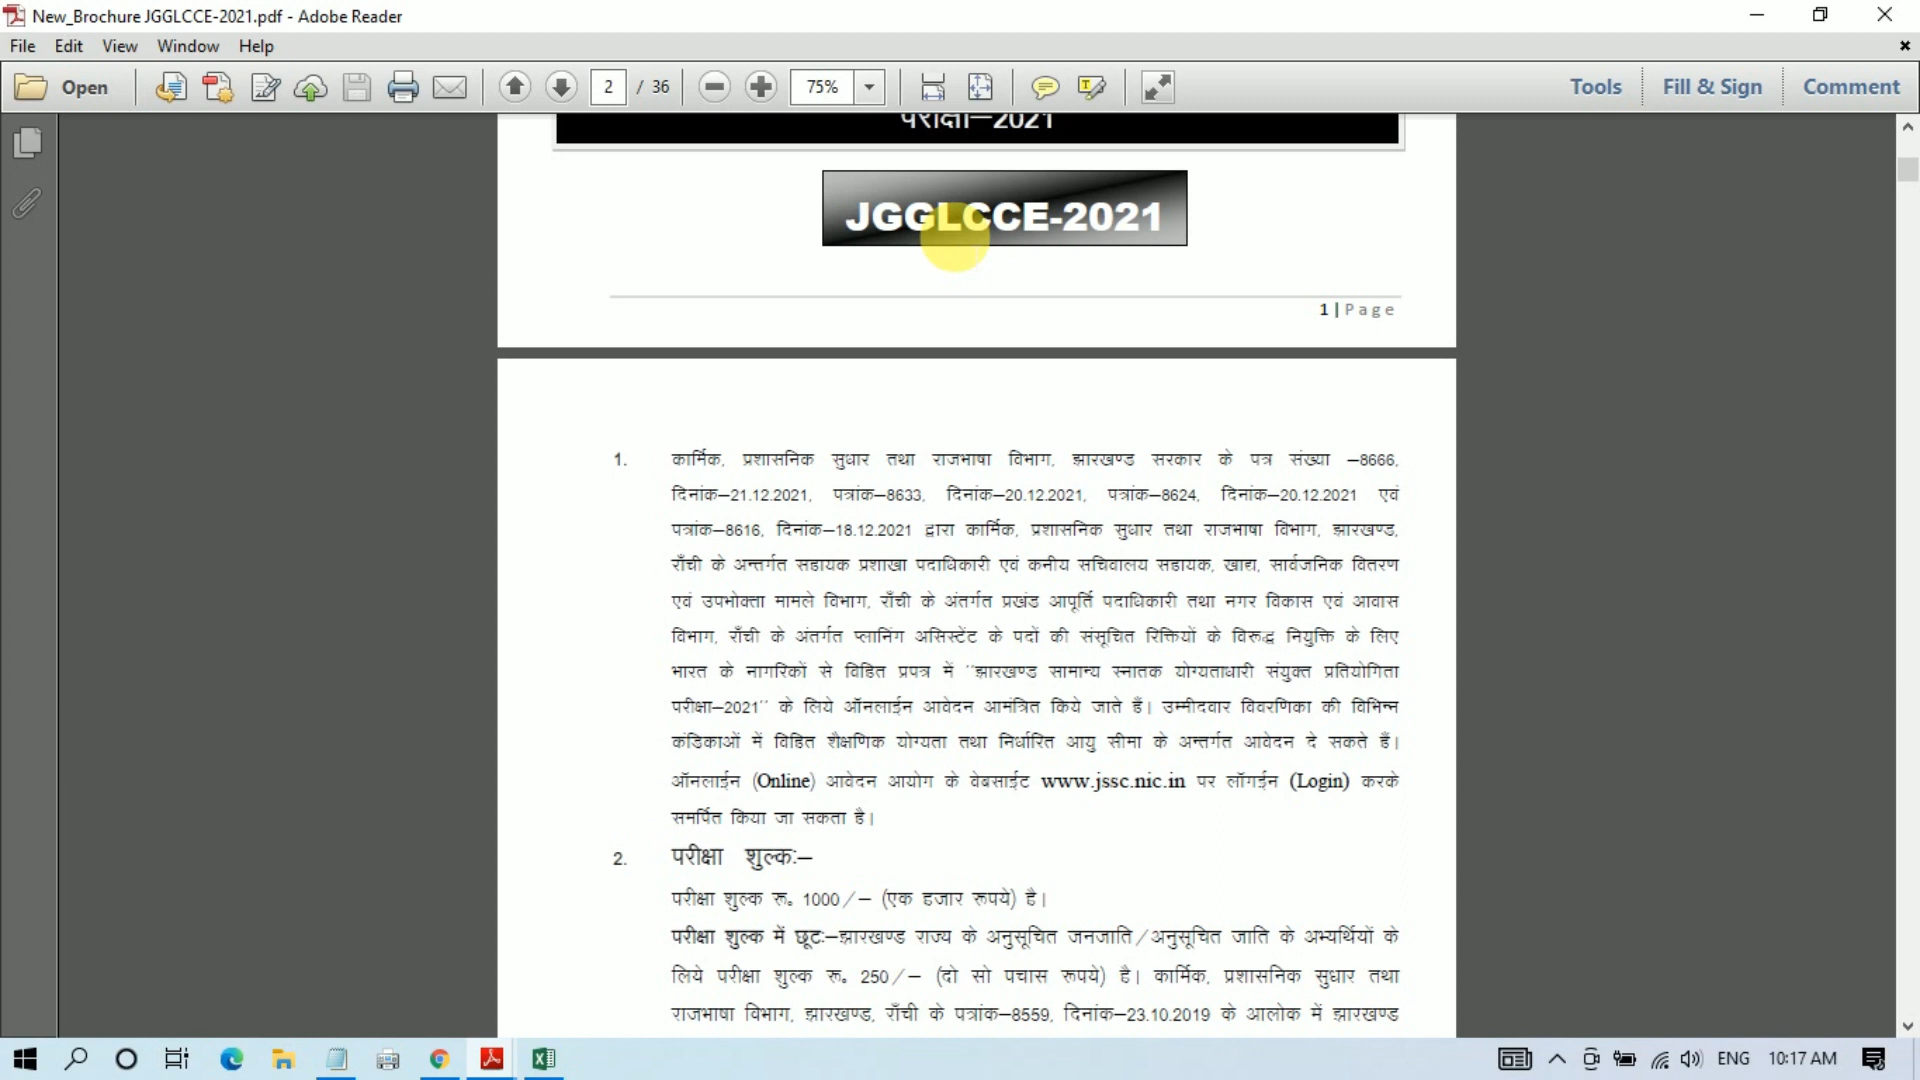 New_Brochure JGGLCCE-2021.pdf - Adobe Reader
File Edit View Window Help
Open 2 / 36 75% Tools Fill & Sign Comment
परीक्षा–2021
JGGLCCE-2021
1 | Page
1. कार्मिक, प्रशासनिक सुधार तथा राजभाषा विभाग, झारखण्ड सरकार के पत्र संख्या –8666,
दिनांक–21.12.2021, पत्रांक–8633, दिनांक–20.12.2021, पत्रांक–8624, दिनांक–20.12.2021 एवं
पत्रांक–8616, दिनांक–18.12.2021 द्वारा कार्मिक, प्रशासनिक सुधार तथा राजभाषा विभाग, झारखण्ड,
राँची के अन्तर्गत सहायक प्रशाखा पदाधिकारी एवं कनीय सचिवालय सहायक, खाद्य, सार्वजनिक वितरण
एवं उपभोक्ता मामले विभाग, राँची के अंतर्गत प्रखंड आपूर्ति पदाधिकारी तथा नगर विकास एवं आवास
विभाग, राँची के अंतर्गत प्लानिंग असिस्टेंट के पदों की संसूचित रिक्तियों के विरूद्ध नियुक्ति के लिए
भारत के नागरिकों से विहित प्रपत्र में ‘‘झारखण्ड सामान्य स्नातक योग्यताधारी संयुक्त प्रतियोगिता
परीक्षा–2021’’ के लिये ऑनलाईन आवेदन आमंत्रित किये जाते हैं। उम्मीदवार विवरणिका की विभिन्न
कंडिकाओं में विहित शैक्षणिक योग्यता तथा निर्धारित आयु सीमा के अन्तर्गत आवेदन दे सकते हैं।
ऑनलाईन (Online) आवेदन आयोग के वेबसाईट www.jssc.nic.in पर लॉगईन (Login) करके
समर्पित किया जा सकता है।
2. परीक्षा शुल्कः–
परीक्षा शुल्क रू० 1000/– (एक हजार रूपये) है।
परीक्षा शुल्क में छूटः–झारखण्ड राज्य के अनुसूचित जनजाति/अनुसूचित जाति के अभ्यर्थियों के
लिये परीक्षा शुल्क रू० 250/– (दो सो पचास रूपये) है। कार्मिक, प्रशासनिक सुधार तथा
राजभाषा विभाग, झारखण्ड, राँची के पत्रांक–8559, दिनांक–23.10.2019 के आलोक में झारखण्ड
ENG 10:17 AM